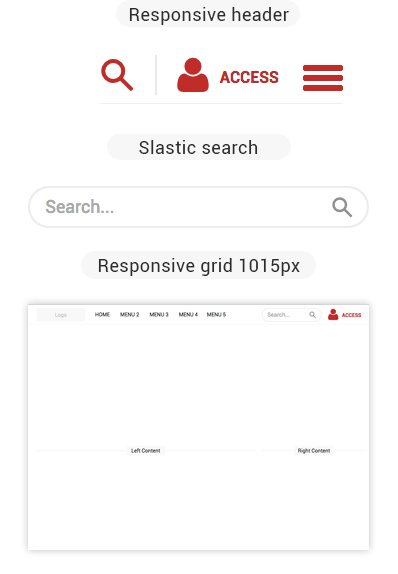 Responsive header
ACCESS
Slastic search
Search...
Responsive grid 1015px
Logo HOME MENU 2 MENU 3 MENU 4 MENU 5 Search... ACCESS
Left Content Right Content